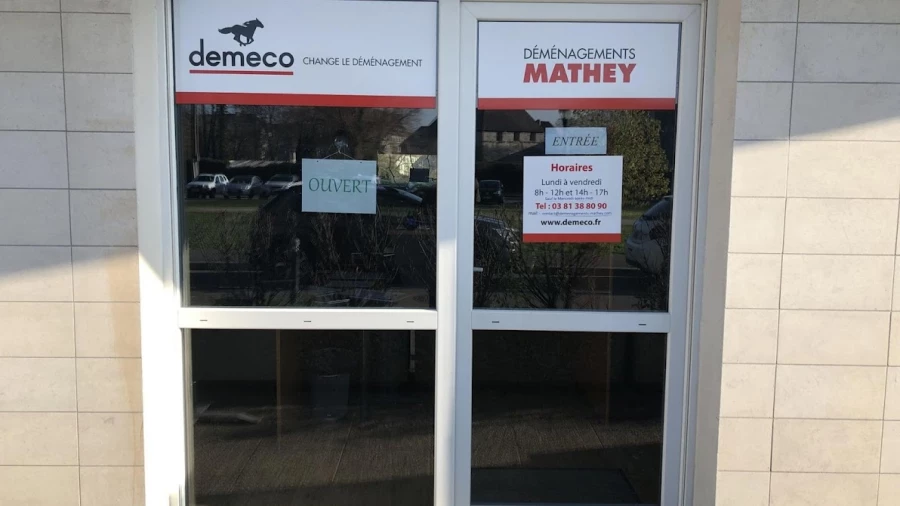 demeco CHANGE LE DÉMÉNAGEMENT
DÉMÉNAGEMENTS
MATHEY
OUVERT
ENTRÉE
Horaires
Lundi à vendredi
8h - 12h et 14h - 17h
Tel : 03 81 38 80 90
www.demeco.fr